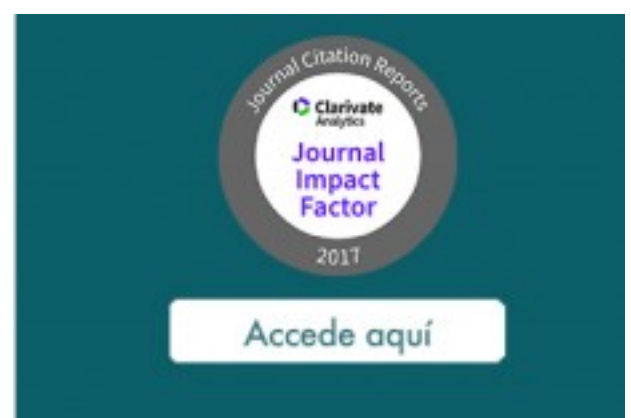 Journal Citation Reports
Clarivate
Analytics
Journal
Impact
Factor
2017
Accede aquí